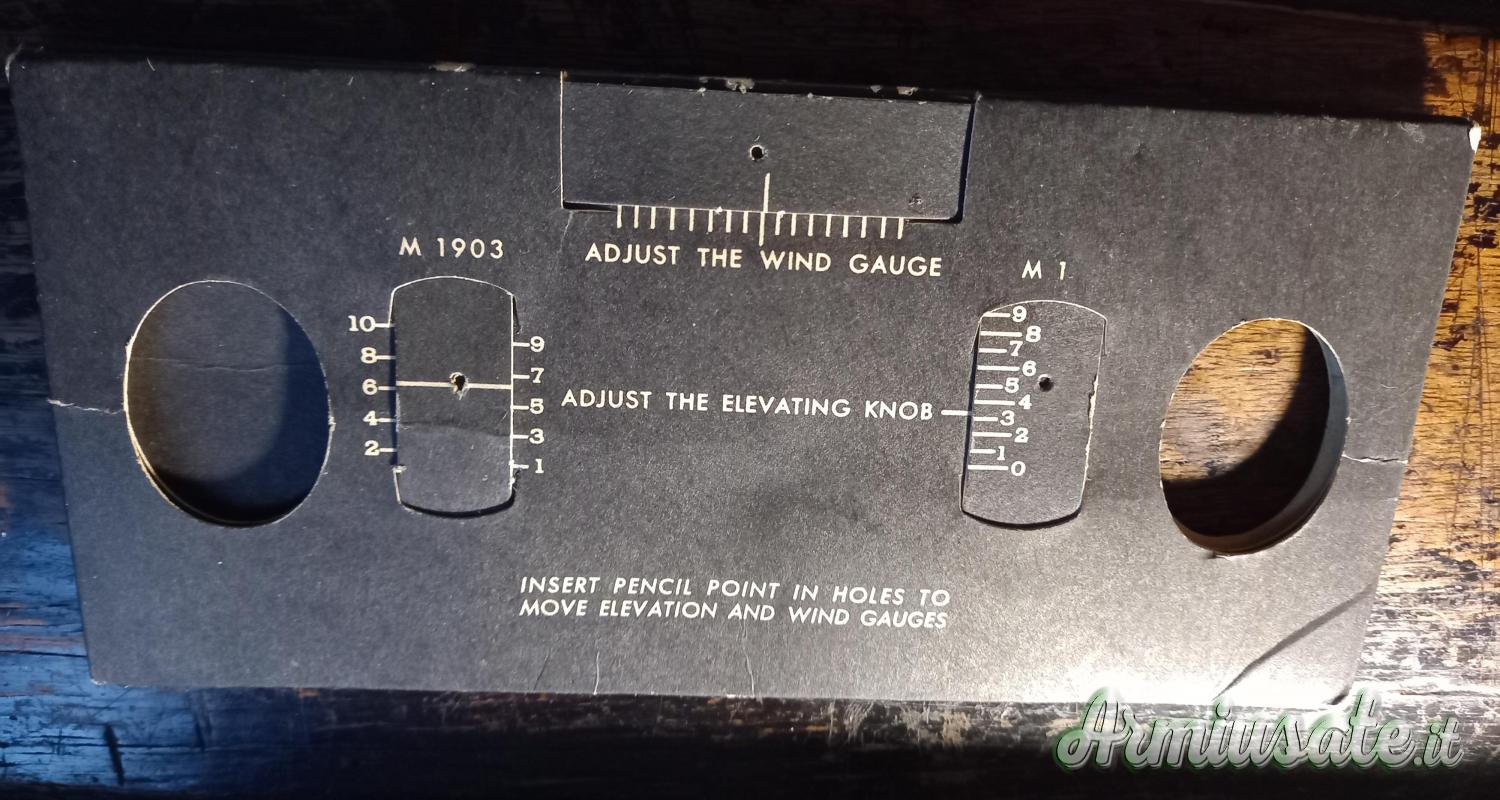 M 1903
ADJUST THE WIND GAUGE
M 1
10
8
6
4
2
9
7
5
3
1
ADJUST THE ELEVATING KNOB
9
8
7
6
5
4
3
2
1
0
INSERT PENCIL POINT IN HOLES TO
MOVE ELEVATION AND WIND GAUGES
Armiusate.it